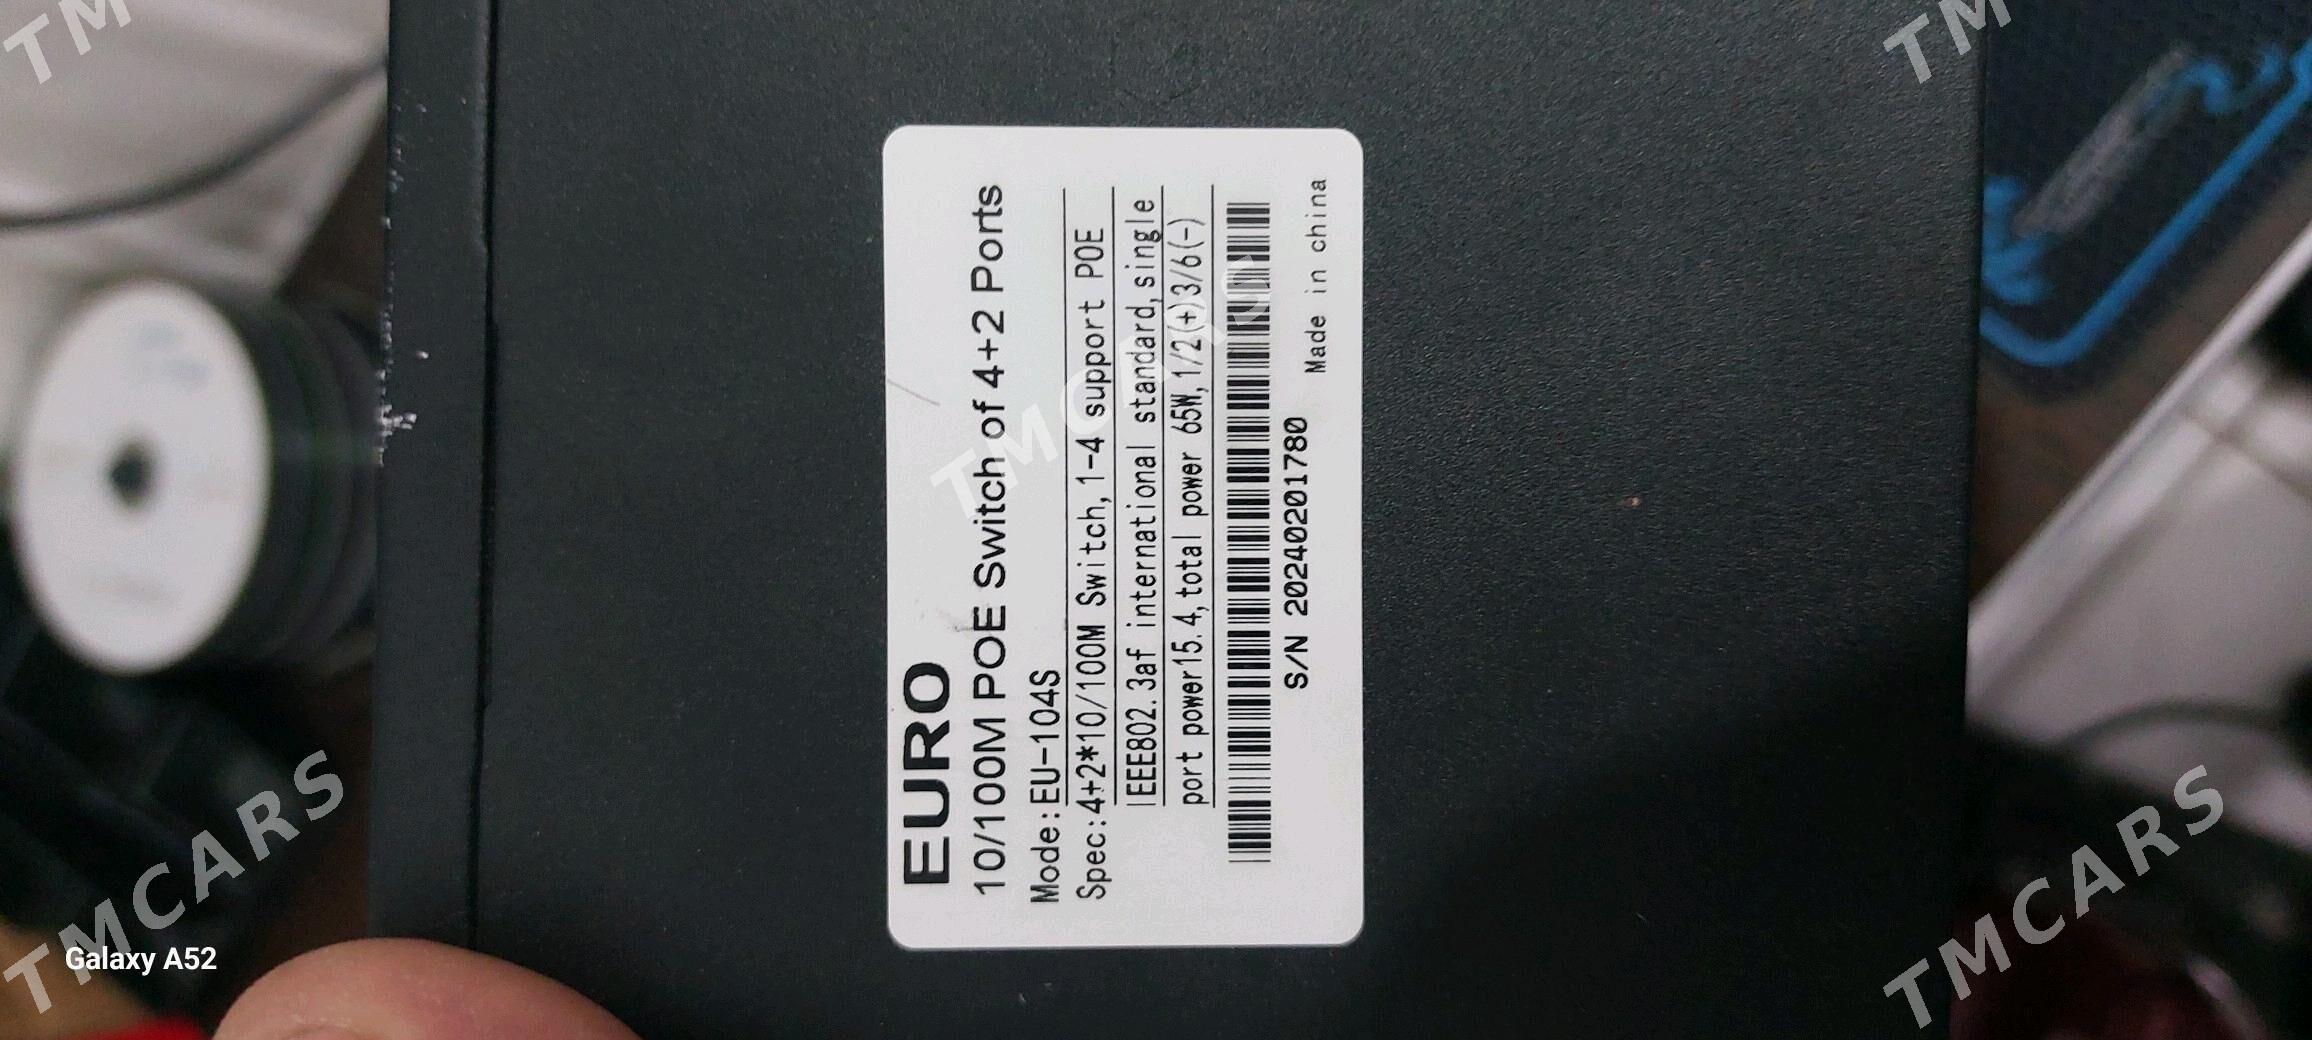 EURO
10/100M POE Switch of 4+2 Ports
Mode:EU-104S
Spec:4+2*10/100M Switch,1-4 support POE
IEEE802.3af international standard,single
port power15.4,total power 65W,1/2(+)3/6(-)
S/N 20240201780
Made in china
TMCARS
TM
TM
TMCARS
TMCARS
Galaxy A52